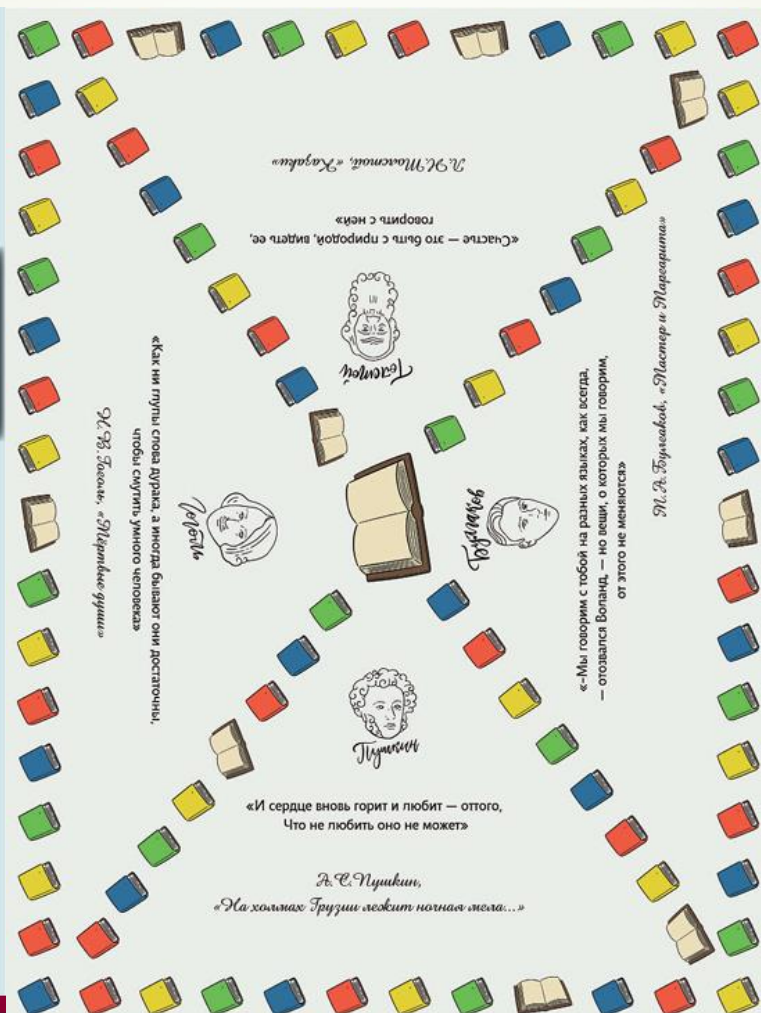 Л. Н. Толстой, «Казаки»
«Счастье — это быть с природой, видеть ее,
говорить с ней»
Толстой
«Как ни глупы слова дурака, а иногда бывают они достаточны,
чтобы смутить умного человека»
Н. В. Гоголь, «Мёртвые души»
Гоголь
Булгаков
«–Мы говорим с тобой на разных языках, как всегда,
— отозвался Воланд, — но вещи, о которых мы говорим,
от этого не меняются»
М. А. Булгаков, «Мастер и Маргарита»
Пушкин
«И сердце вновь горит и любит — оттого,
Что не любить оно не может»
А. С. Пушкин,
«На холмах Грузии лежит ночная мгла...»